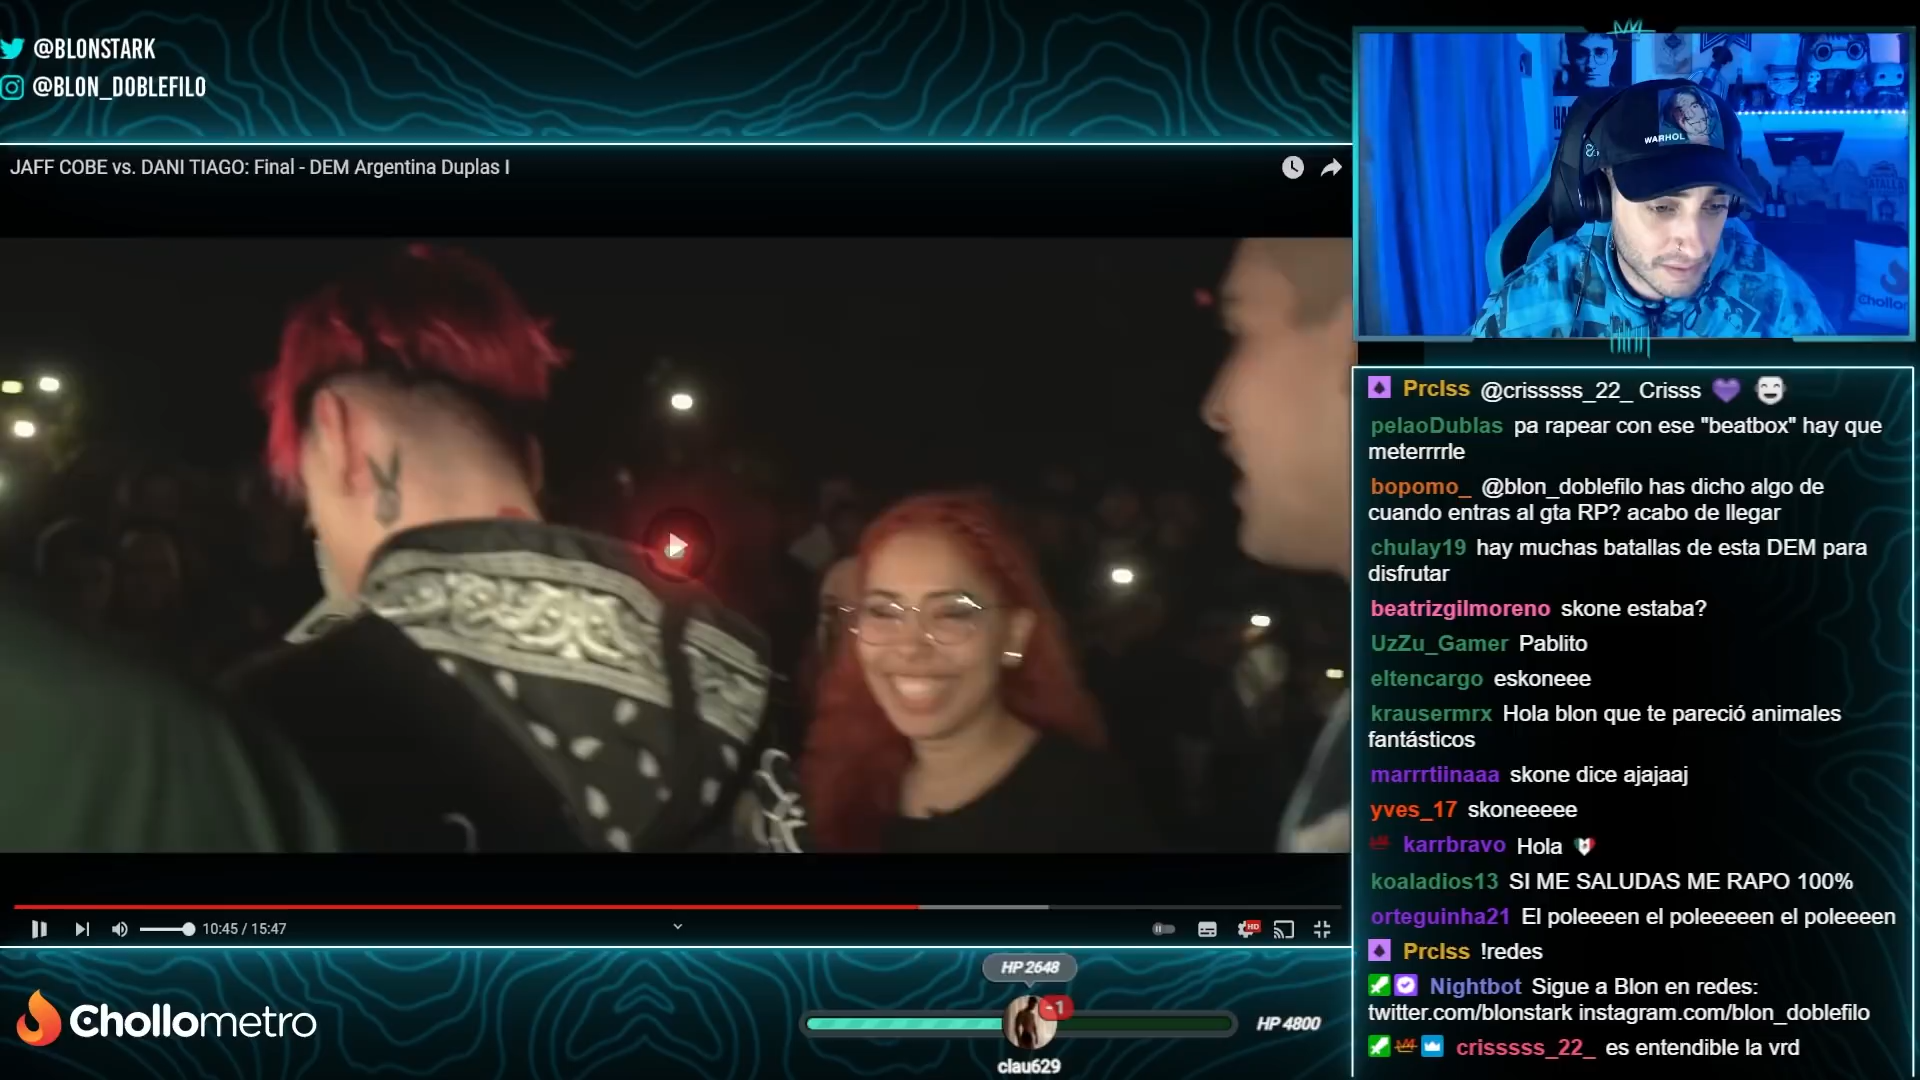 @BLONSTARK
@BLON_DOBLEFILO
JAFF COBE vs. DANI TIAGO: Final - DEM Argentina Duplas I
WARHOL
Prclss @crisssss_22_ Crisss
pelaoDublas pa rapear con ese "beatbox" hay que
meterrrrle
bopomo_ @blon_doblefilo has dicho algo de
cuando entras al gta RP? acabo de llegar
chulay19 hay muchas batallas de esta DEM para
disfrutar
beatrizgilmoreno skone estaba?
UzZu_Gamer Pablito
eltencargo eskoneee
krausermrx Hola blon que te pareció animales
fantásticos
marrrtiinaaa skone dice ajajaaj
yves_17 skoneeeee
karrbravo Hola
koaladios13 SI ME SALUDAS ME RAPO 100%
orteguinha21 El poleeeen el poleeeeen el poleeeen
Prclss !redes
Nightbot Sigue a Blon en redes:
twitter.com/blonstark instagram.com/blon_doblefilo
crisssss_22_ es entendible la vrd
10:45 / 15:47
HD
Chollometro
HP 2648
-1
HP 4800
clau629